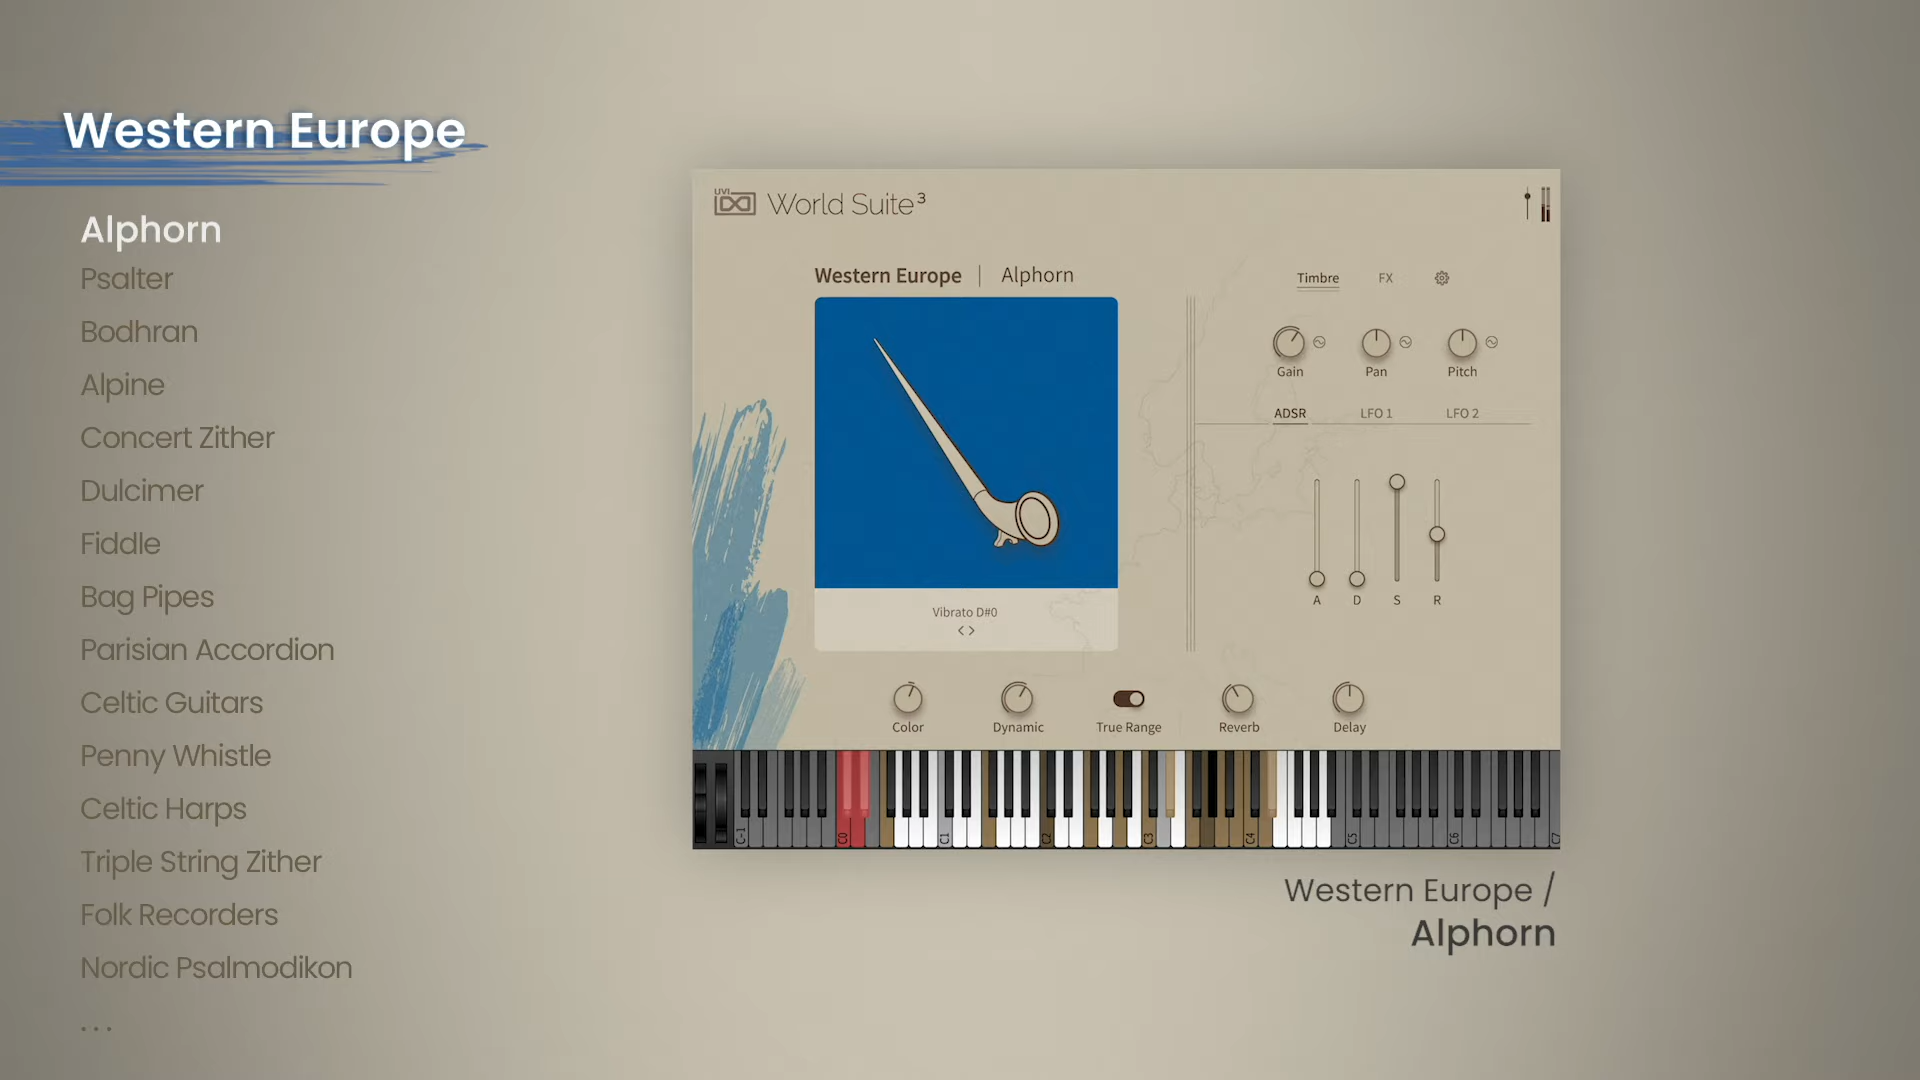 Western Europe
Alphorn
Psalter
Bodhran
Alpine
Concert Zither
Dulcimer
Fiddle
Bag Pipes
Parisian Accordion
Celtic Guitars
Penny Whistle
Celtic Harps
Triple String Zither
Folk Recorders
Nordic Psalmodikon
...
UVI World Suite³
Western Europe | Alphorn
Timbre FX
Gain Pan Pitch
ADSR LFO 1 LFO 2
A D S R
Vibrato D#0
< >
Color Dynamic True Range Reverb Delay
C-1 C0 C1 C2 C3 C4 C5 C6 C7
Western Europe /
Alphorn